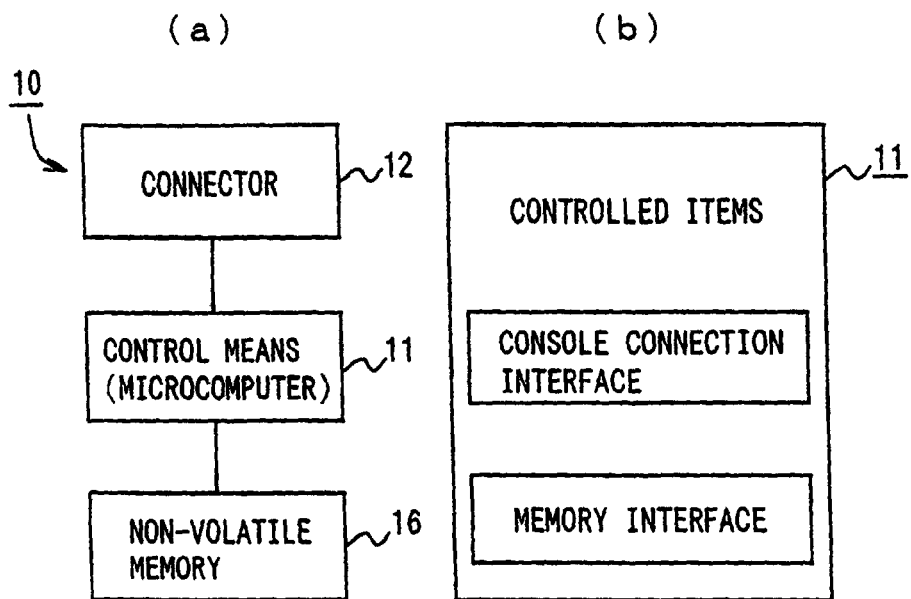 (a)
10
CONNECTOR
12
CONTROL MEANS
(MICROCOMPUTER)
11
NON-VOLATILE
MEMORY
16
(b)
11
CONTROLLED ITEMS
CONSOLE CONNECTION
INTERFACE
MEMORY INTERFACE